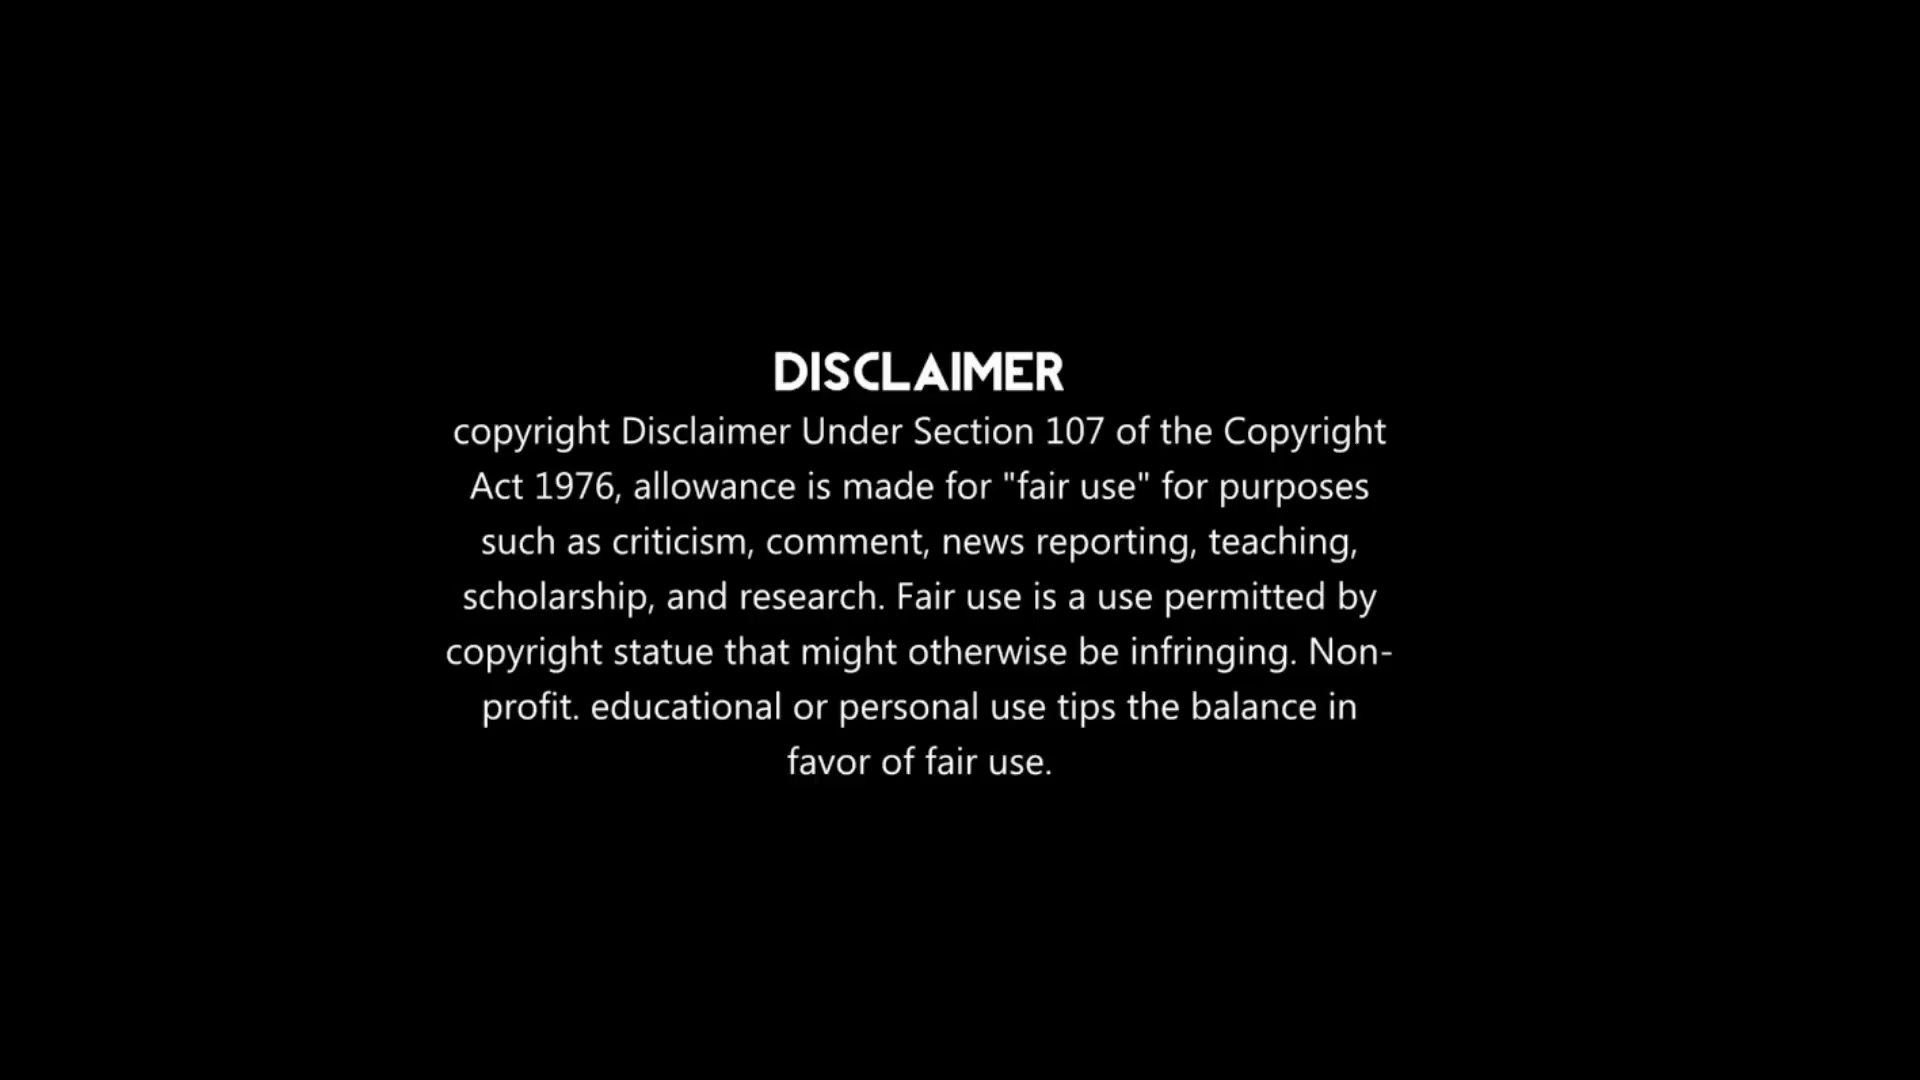 DISCLAIMER
copyright Disclaimer Under Section 107 of the Copyright
Act 1976, allowance is made for "fair use" for purposes
such as criticism, comment, news reporting, teaching,
scholarship, and research. Fair use is a use permitted by
copyright statue that might otherwise be infringing. Non-
profit. educational or personal use tips the balance in
favor of fair use.